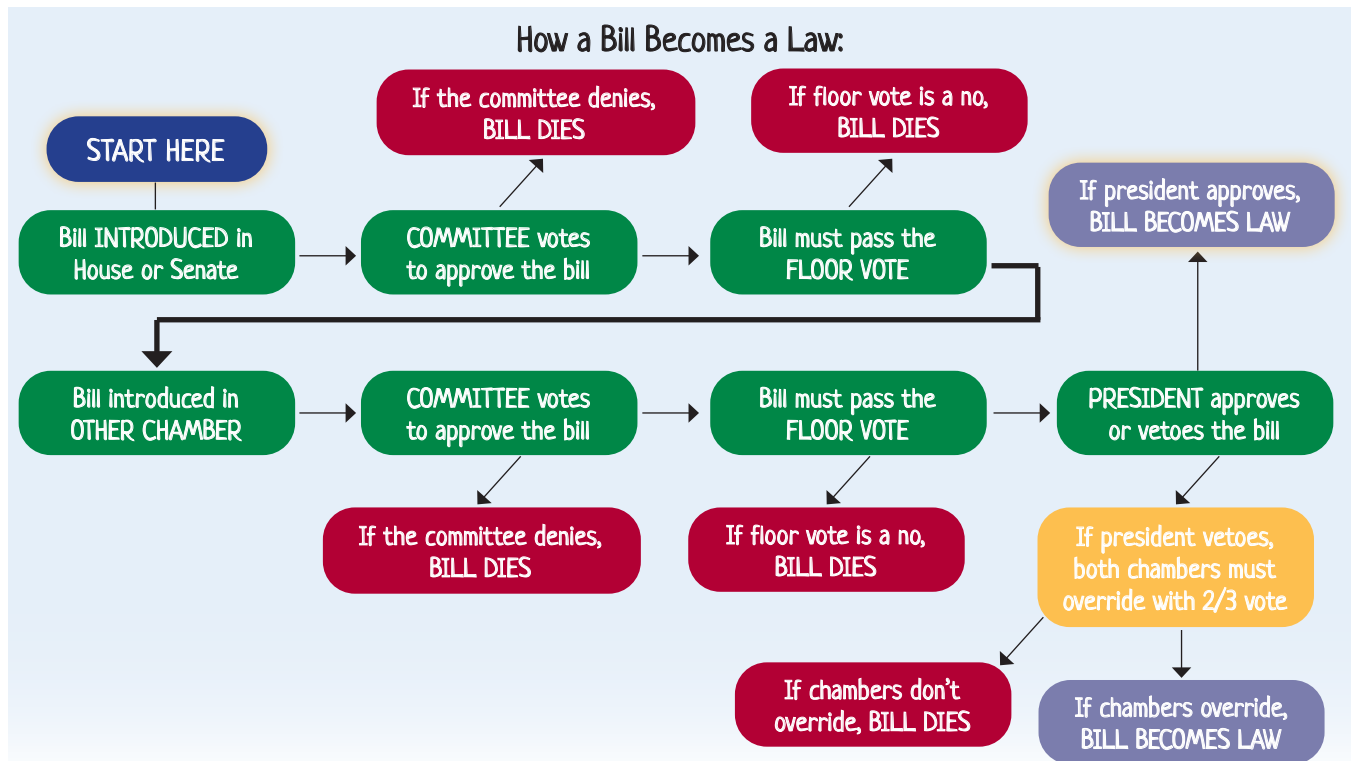 How a Bill Becomes a Law:
START HERE
If the committee denies,
BILL DIES
If floor vote is a no,
BILL DIES
If president approves,
BILL BECOMES LAW
Bill INTRODUCED in
House or Senate
COMMITTEE votes
to approve the bill
Bill must pass the
FLOOR VOTE
Bill introduced in
OTHER CHAMBER
COMMITTEE votes
to approve the bill
Bill must pass the
FLOOR VOTE
PRESIDENT approves
or vetoes the bill
If the committee denies,
BILL DIES
If floor vote is a no,
BILL DIES
If president vetoes,
both chambers must
override with 2/3 vote
If chambers don't
override, BILL DIES
If chambers override,
BILL BECOMES LAW